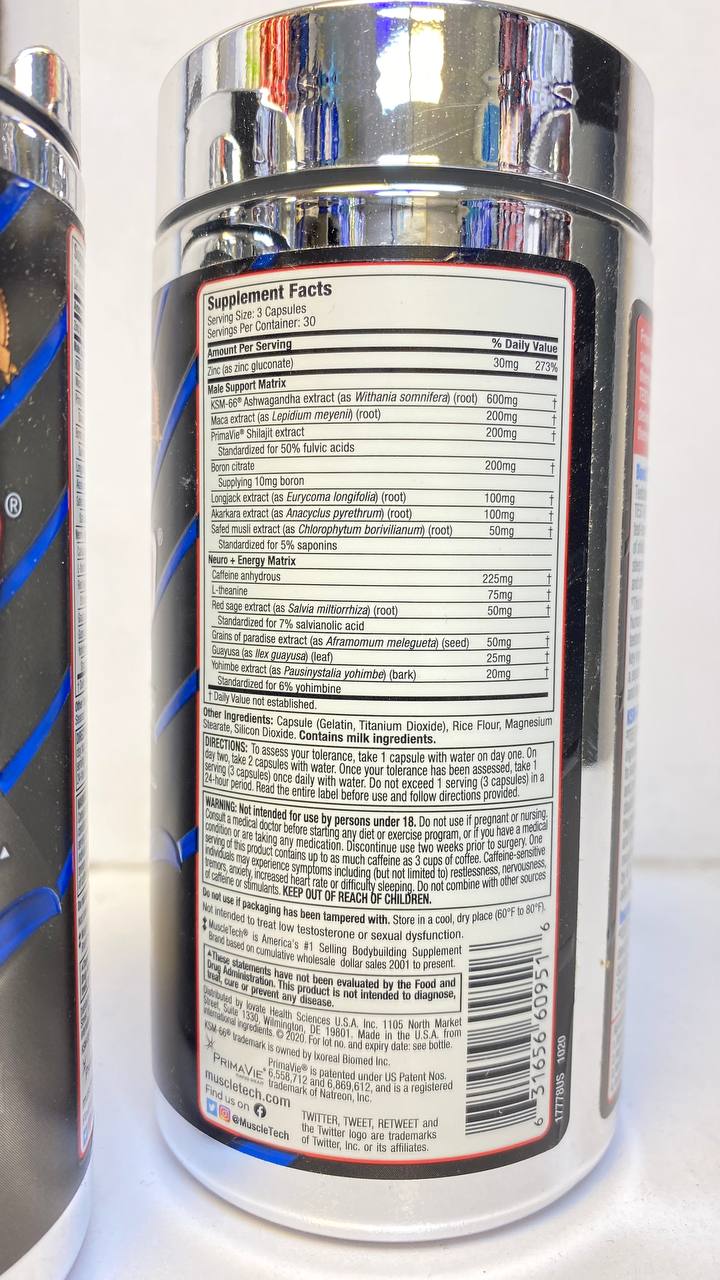 Supplement Facts
Serving Size: 3 Capsules
Servings Per Container: 30
Amount Per Serving % Daily Value
Zinc (as zinc gluconate) 30mg 273%
Male Support Matrix
KSM-66® Ashwagandha extract (as Withania somnifera) (root) 600mg †
Maca extract (as Lepidium meyenii) (root) 200mg †
PrimaVie® Shilajit extract 200mg †
Standardized for 50% fulvic acids
Boron citrate 200mg †
Supplying 10mg boron
Longjack extract (as Eurycoma longifolia) (root) 100mg †
Akarkara extract (as Anacyclus pyrethrum) (root) 100mg †
Safed musli extract (as Chlorophytum borivilianum) (root) 50mg †
Standardized for 5% saponins
Neuro + Energy Matrix
Caffeine anhydrous 225mg †
L-theanine 75mg †
Red sage extract (as Salvia miltiorrhiza) (root) 50mg †
Standardized for 7% salvianolic acid
Grains of paradise extract (as Aframomum melegueta) (seed) 50mg †
Guayusa (as Ilex guayusa) (leaf) 25mg †
Yohimbe extract (as Pausinystalia yohimbe) (bark) 20mg †
Standardized for 6% yohimbine
† Daily Value not established.
Other Ingredients: Capsule (Gelatin, Titanium Dioxide), Rice Flour, Magnesium
Stearate, Silicon Dioxide. Contains milk ingredients.
DIRECTIONS: To assess your tolerance, take 1 capsule with water on day one. On
day two, take 2 capsules with water. Once your tolerance has been assessed, take 1
serving (3 capsules) once daily with water. Do not exceed 1 serving (3 capsules) in a
24-hour period. Read the entire label before use and follow directions provided.
WARNING: Not intended for use by persons under 18. Do not use if pregnant or nursing.
Consult a medical doctor before starting any diet or exercise program, or if you have a medical
condition or are taking any medication. Discontinue use two weeks prior to surgery. One
serving of this product contains up to as much caffeine as 3 cups of coffee. Caffeine-sensitive
individuals may experience symptoms including (but not limited to) restlessness, nervousness,
tremors, anxiety, increased heart rate or difficulty sleeping. Do not combine with other sources
of caffeine or stimulants. KEEP OUT OF REACH OF CHILDREN.
Do not use if packaging has been tampered with. Store in a cool, dry place (60°F to 80°F).
Not intended to treat low testosterone or sexual dysfunction.
‡ MuscleTech® is America's #1 Selling Bodybuilding Supplement
Brand based on cumulative wholesale dollar sales 2001 to present.
▲These statements have not been evaluated by the Food and
Drug Administration. This product is not intended to diagnose,
treat, cure or prevent any disease.
Distributed by Iovate Health Sciences U.S.A. Inc. 1105 North Market
Street, Suite 1330, Wilmington, DE 19801. Made in the U.S.A. from
international ingredients. © 2020. For lot no. and expiry date: see bottle.
KSM-66® trademark is owned by Ixoreal Biomed Inc.
PRIMAVIE®
PrimaVie® is patented under US Patent Nos.
6,558,712 and 6,869,612, and is a registered
trademark of Natreon, Inc.
muscletech.com
Find us on
@MuscleTech
TWITTER, TWEET, RETWEET and
the Twitter logo are trademarks
of Twitter, Inc. or its affiliates.
6 31656 60951 6
17778US 1020
®